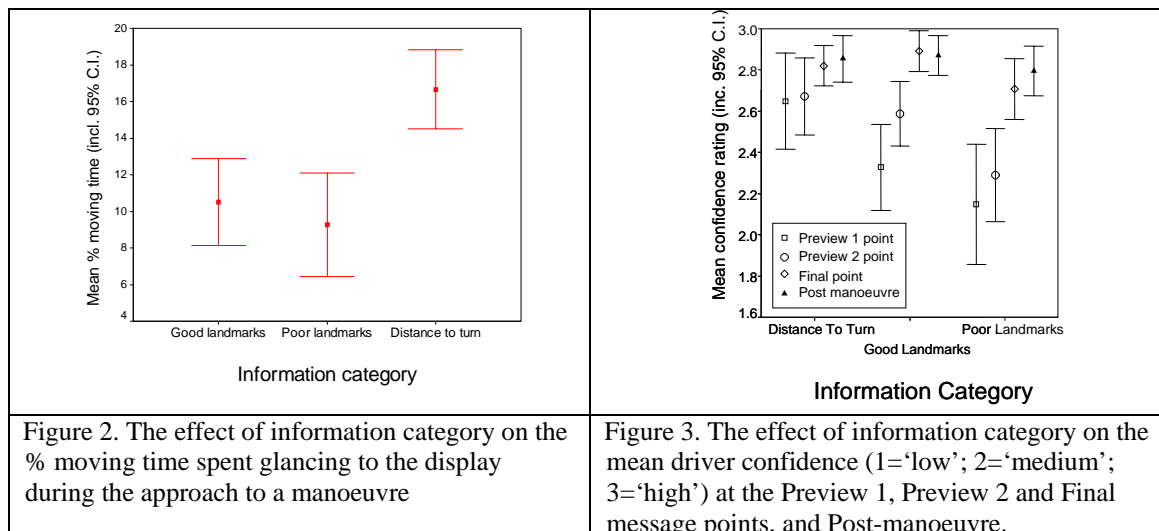 20
18
16
14
12
10
8
6
4
Mean % moving time (incl. 95% C.I.)
Good landmarks Poor landmarks Distance to turn
Information category
3.0
2.8
2.6
2.4
2.2
2.0
1.8
1.6
Mean confidence rating (inc. 95% C.I.)
Preview 1 point
Preview 2 point
Final point
Post manoeuvre
Distance To Turn Poor Landmarks
Good Landmarks
Information Category
Figure 2. The effect of information category on the
% moving time spent glancing to the display
during the approach to a manoeuvre
Figure 3. The effect of information category on the
mean driver confidence (1=‘low’; 2=‘medium’;
3=‘high’) at the Preview 1, Preview 2 and Final
message points, and Post-manoeuvre.